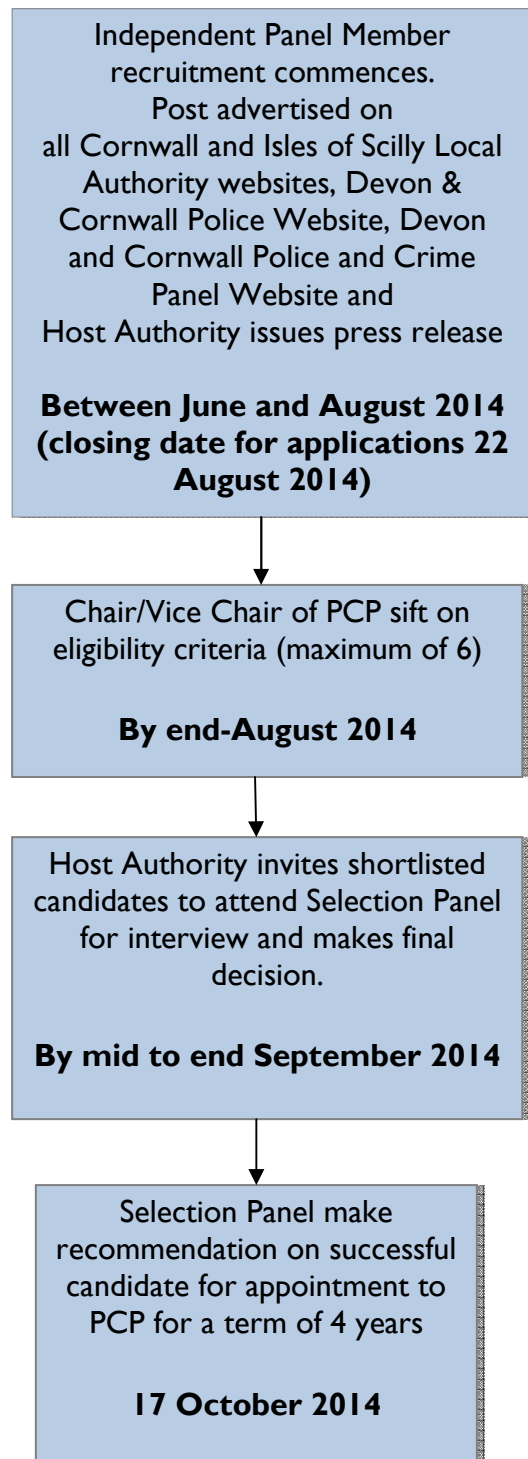 Independent Panel Member
recruitment commences.
Post advertised on
all Cornwall and Isles of Scilly Local
Authority websites, Devon &
Cornwall Police Website, Devon
and Cornwall Police and Crime
Panel Website and
Host Authority issues press release
Between June and August 2014
(closing date for applications 22
August 2014)
Chair/Vice Chair of PCP sift on
eligibility criteria (maximum of 6)
By end-August 2014
Host Authority invites shortlisted
candidates to attend Selection Panel
for interview and makes final
decision.
By mid to end September 2014
Selection Panel make
recommendation on successful
candidate for appointment to
PCP for a term of 4 years
17 October 2014